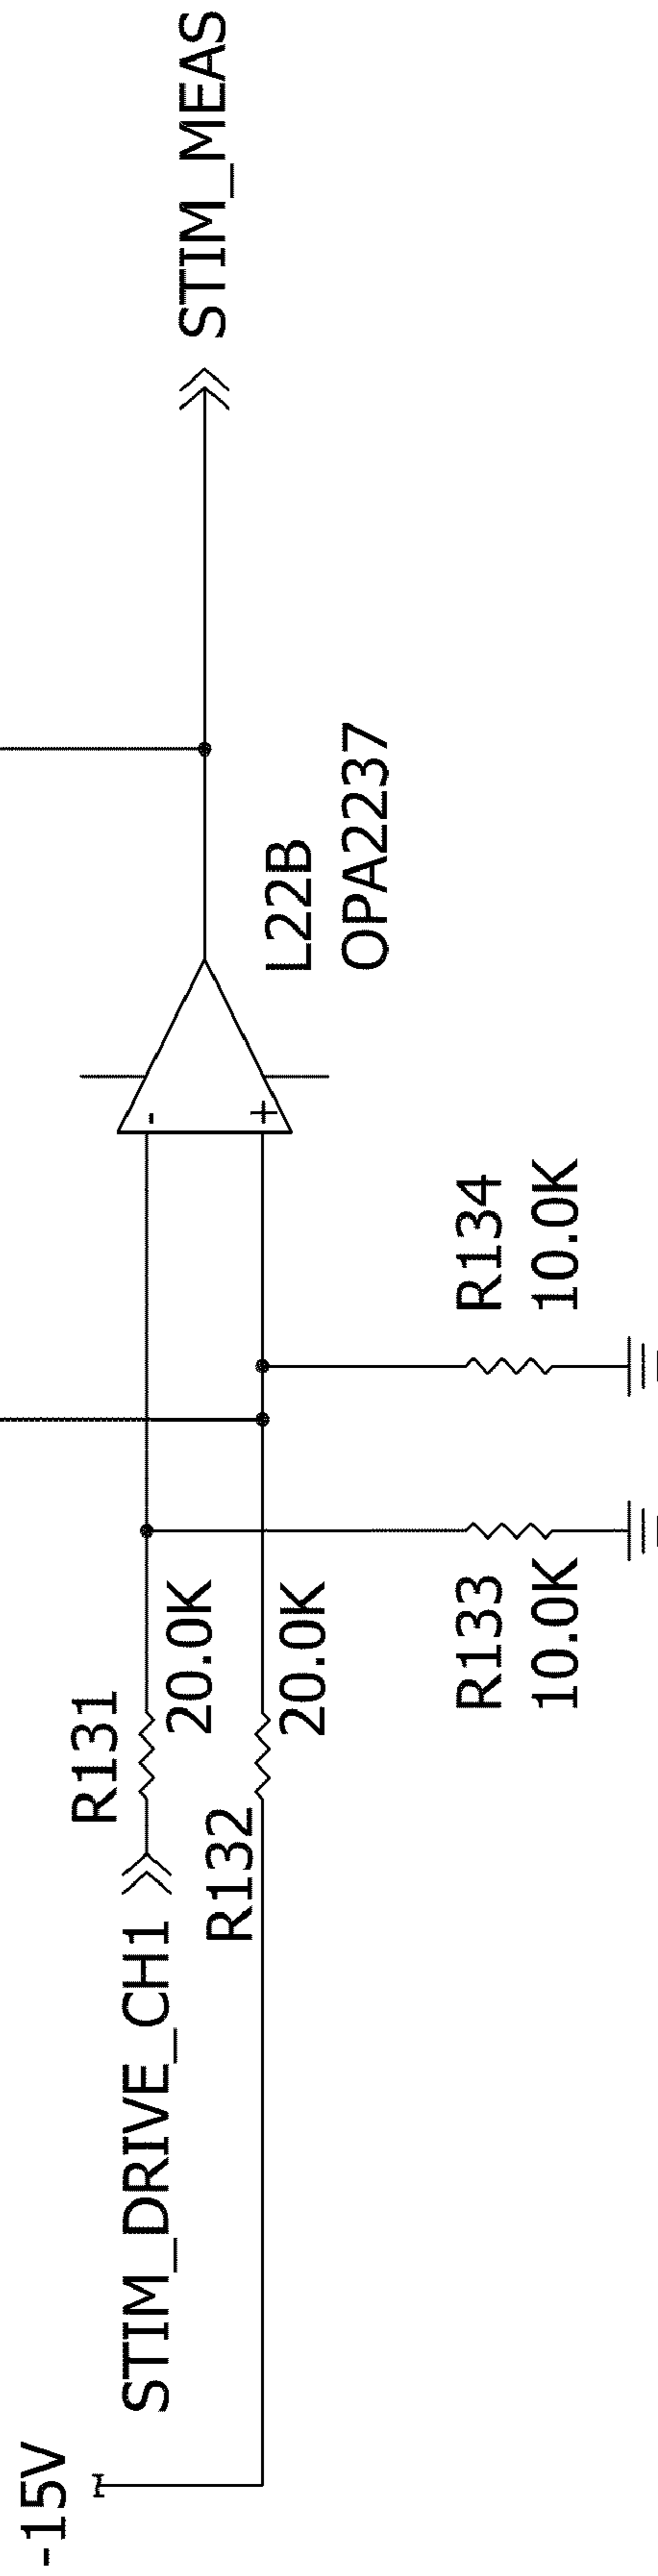 -15V
STIM_DRIVE_CH1
R131
20.0K
R132
20.0K
R133
10.0K
R134
10.0K
-
+
L22B
OPA2237
STIM_MEAS